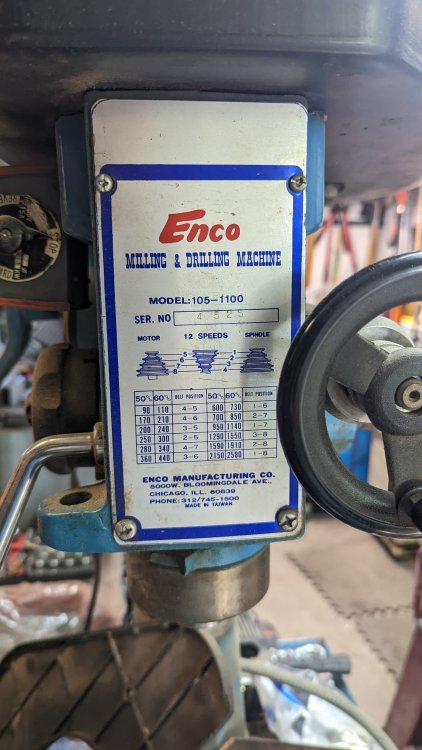 Enco
MILLING & DRILLING MACHINE
MODEL:105-1100
SER. NO 4525
MOTOR 12 SPEEDS SPINDLE
50~ 60~ BELT POSITION 50~ 60~ BELT POSITION
90 110 4-5 600 730 1-6
170 210 4-6 700 850 2-7
200 240 3-5 950 1140 1-7
250 300 2-5 1290 1550 3-8
280 340 4-7 1590 1910 2-8
360 440 3-6 2150 2580 1-8
ENCO MANUFACTURING CO.
5000W. BLOOMINGDALE AVE.,
CHICAGO, ILL. 60639
PHONE: 312/745-1500
MADE IN TAIWAN